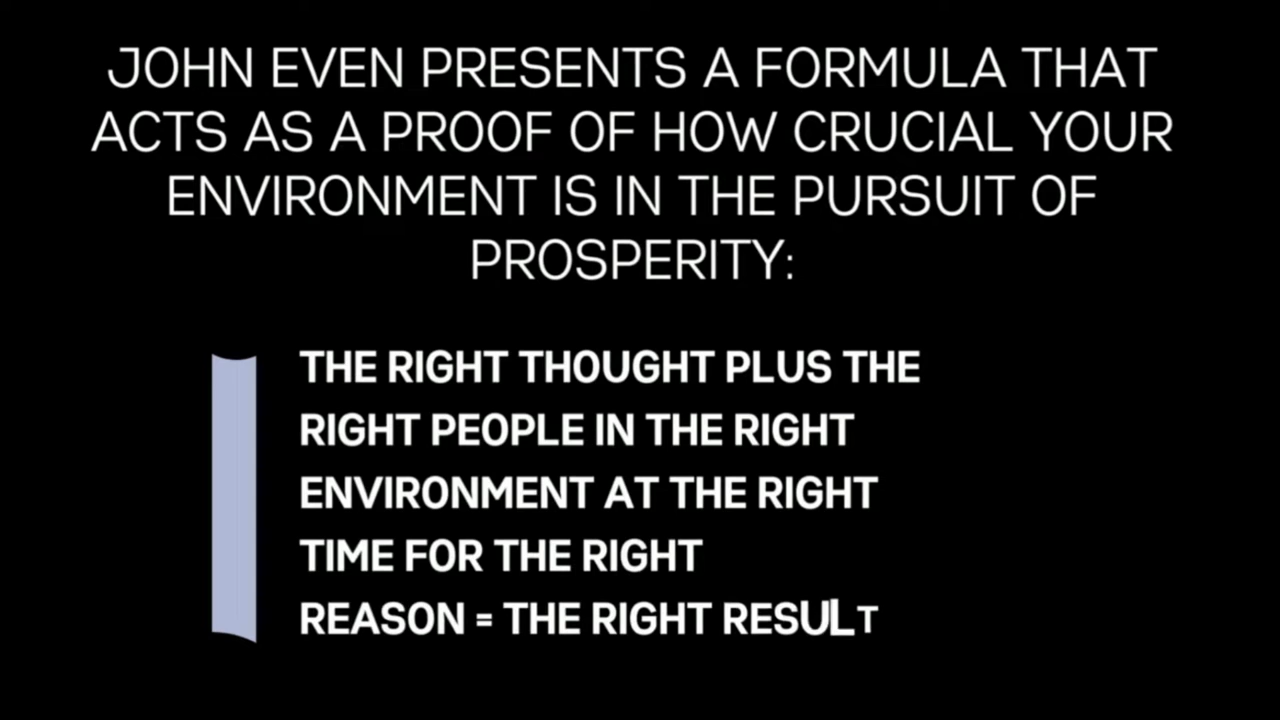 JOHN EVEN PRESENTS A FORMULA THAT
ACTS AS A PROOF OF HOW CRUCIAL YOUR
ENVIRONMENT IS IN THE PURSUIT OF
PROSPERITY:
THE RIGHT THOUGHT PLUS THE
RIGHT PEOPLE IN THE RIGHT
ENVIRONMENT AT THE RIGHT
TIME FOR THE RIGHT
REASON = THE RIGHT RESULT